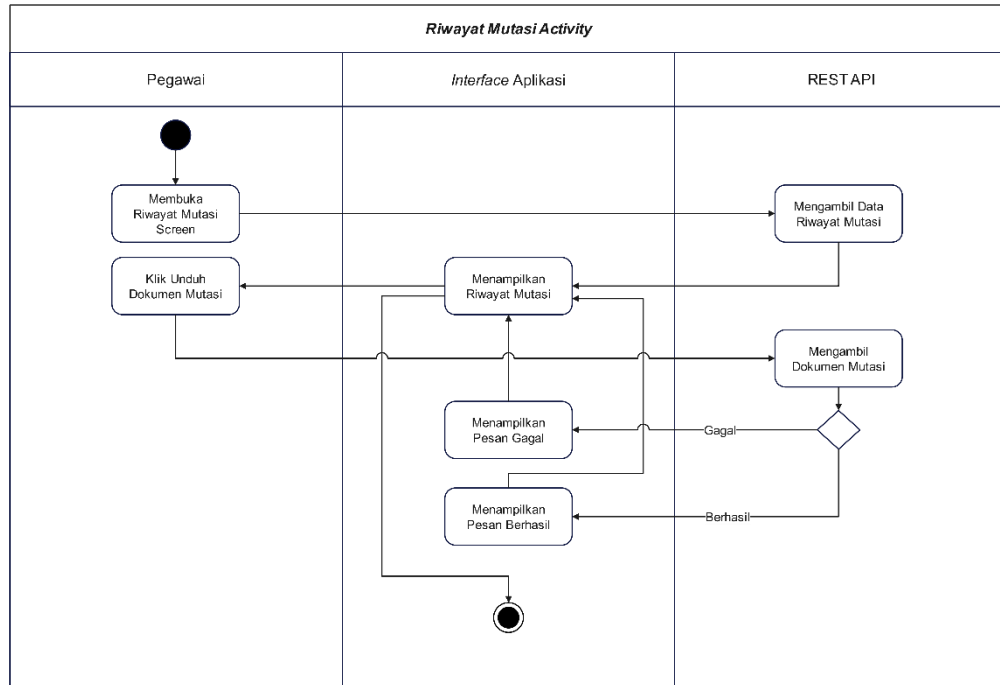 Riwayat Mutasi Activity
Pegawai
Interface Aplikasi
REST API
Membuka
Riwayat Mutasi
Screen
Mengambil Data
Riwayat Mutasi
Klik Unduh
Dokumen Mutasi
Menampilkan
Riwayat Mutasi
Mengambil
Dokumen Mutasi
Menampilkan
Pesan Gagal
Gagal
Menampilkan
Pesan Berhasil
Berhasil